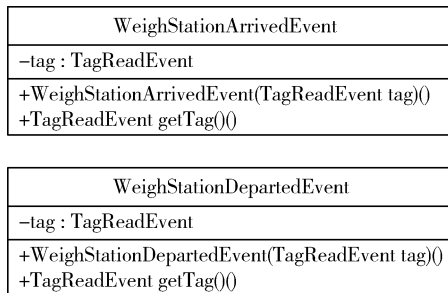 WeighStationArrivedEvent
–tag : TagReadEvent
+WeighStationArrivedEvent(TagReadEvent tag)()
+TagReadEvent getTag()()
WeighStationDepartedEvent
–tag : TagReadEvent
+WeighStationDepartedEvent(TagReadEvent tag)()
+TagReadEvent getTag()()